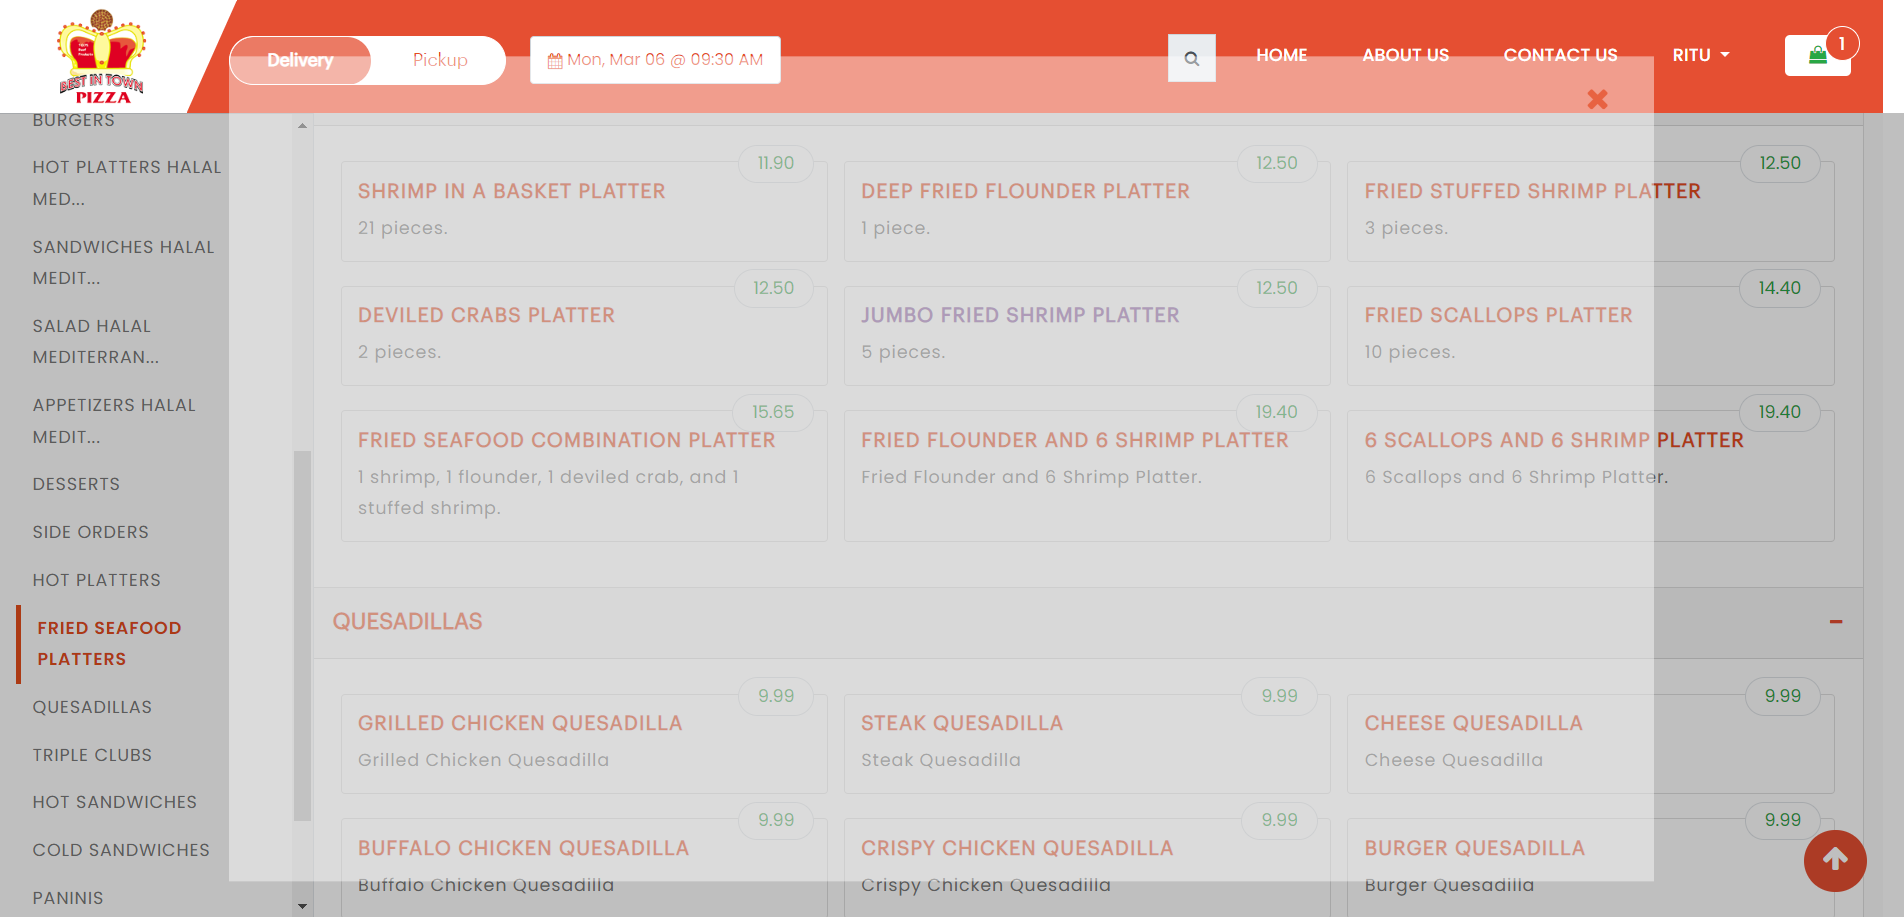 BEST IN TOWN
PIZZA
Delivery
Pickup
Mon, Mar 06 @ 09:30 AM
HOME
ABOUT US
CONTACT US
RITU
1
BURGERS
HOT PLATTERS HALAL
MED...
SANDWICHES HALAL
MEDIT...
SALAD HALAL
MEDITERRAN...
APPETIZERS HALAL
MEDIT...
DESSERTS
SIDE ORDERS
HOT PLATTERS
FRIED SEAFOOD
PLATTERS
QUESADILLAS
TRIPLE CLUBS
HOT SANDWICHES
COLD SANDWICHES
PANINIS
11.90
SHRIMP IN A BASKET PLATTER
21 pieces.
12.50
DEEP FRIED FLOUNDER PLATTER
1 piece.
12.50
FRIED STUFFED SHRIMP PLATTER
3 pieces.
12.50
DEVILED CRABS PLATTER
2 pieces.
12.50
JUMBO FRIED SHRIMP PLATTER
5 pieces.
14.40
FRIED SCALLOPS PLATTER
10 pieces.
15.65
FRIED SEAFOOD COMBINATION PLATTER
1 shrimp, 1 flounder, 1 deviled crab, and 1
stuffed shrimp.
19.40
FRIED FLOUNDER AND 6 SHRIMP PLATTER
Fried Flounder and 6 Shrimp Platter.
19.40
6 SCALLOPS AND 6 SHRIMP PLATTER
6 Scallops and 6 Shrimp Platter.
QUESADILLAS
9.99
GRILLED CHICKEN QUESADILLA
Grilled Chicken Quesadilla
9.99
STEAK QUESADILLA
Steak Quesadilla
9.99
CHEESE QUESADILLA
Cheese Quesadilla
9.99
BUFFALO CHICKEN QUESADILLA
Buffalo Chicken Quesadilla
9.99
CRISPY CHICKEN QUESADILLA
Crispy Chicken Quesadilla
9.99
BURGER QUESADILLA
Burger Quesadilla